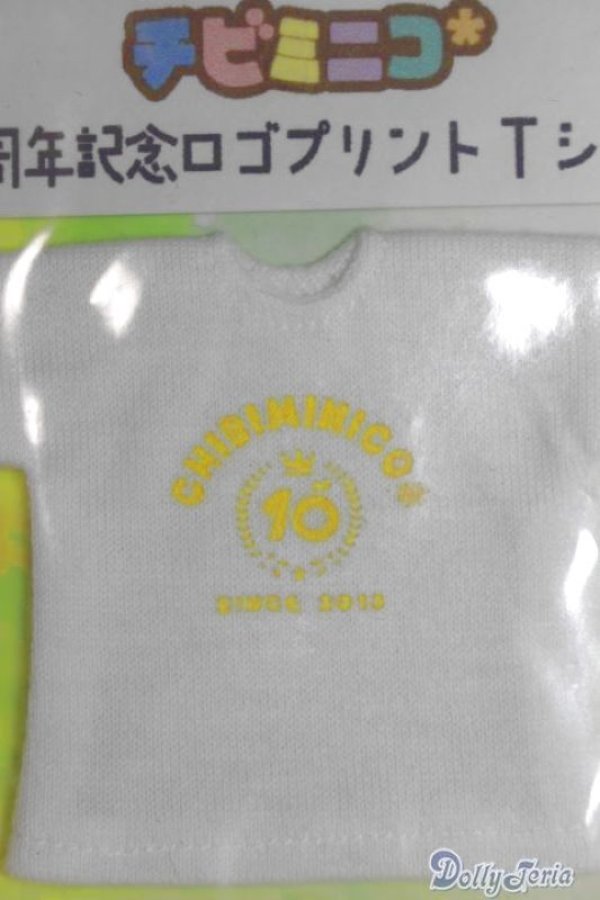 チビミニコ*
周年記念ロゴプリントTシ
CHIBIMINICO*
10
SINCE 2013
DollyTeria